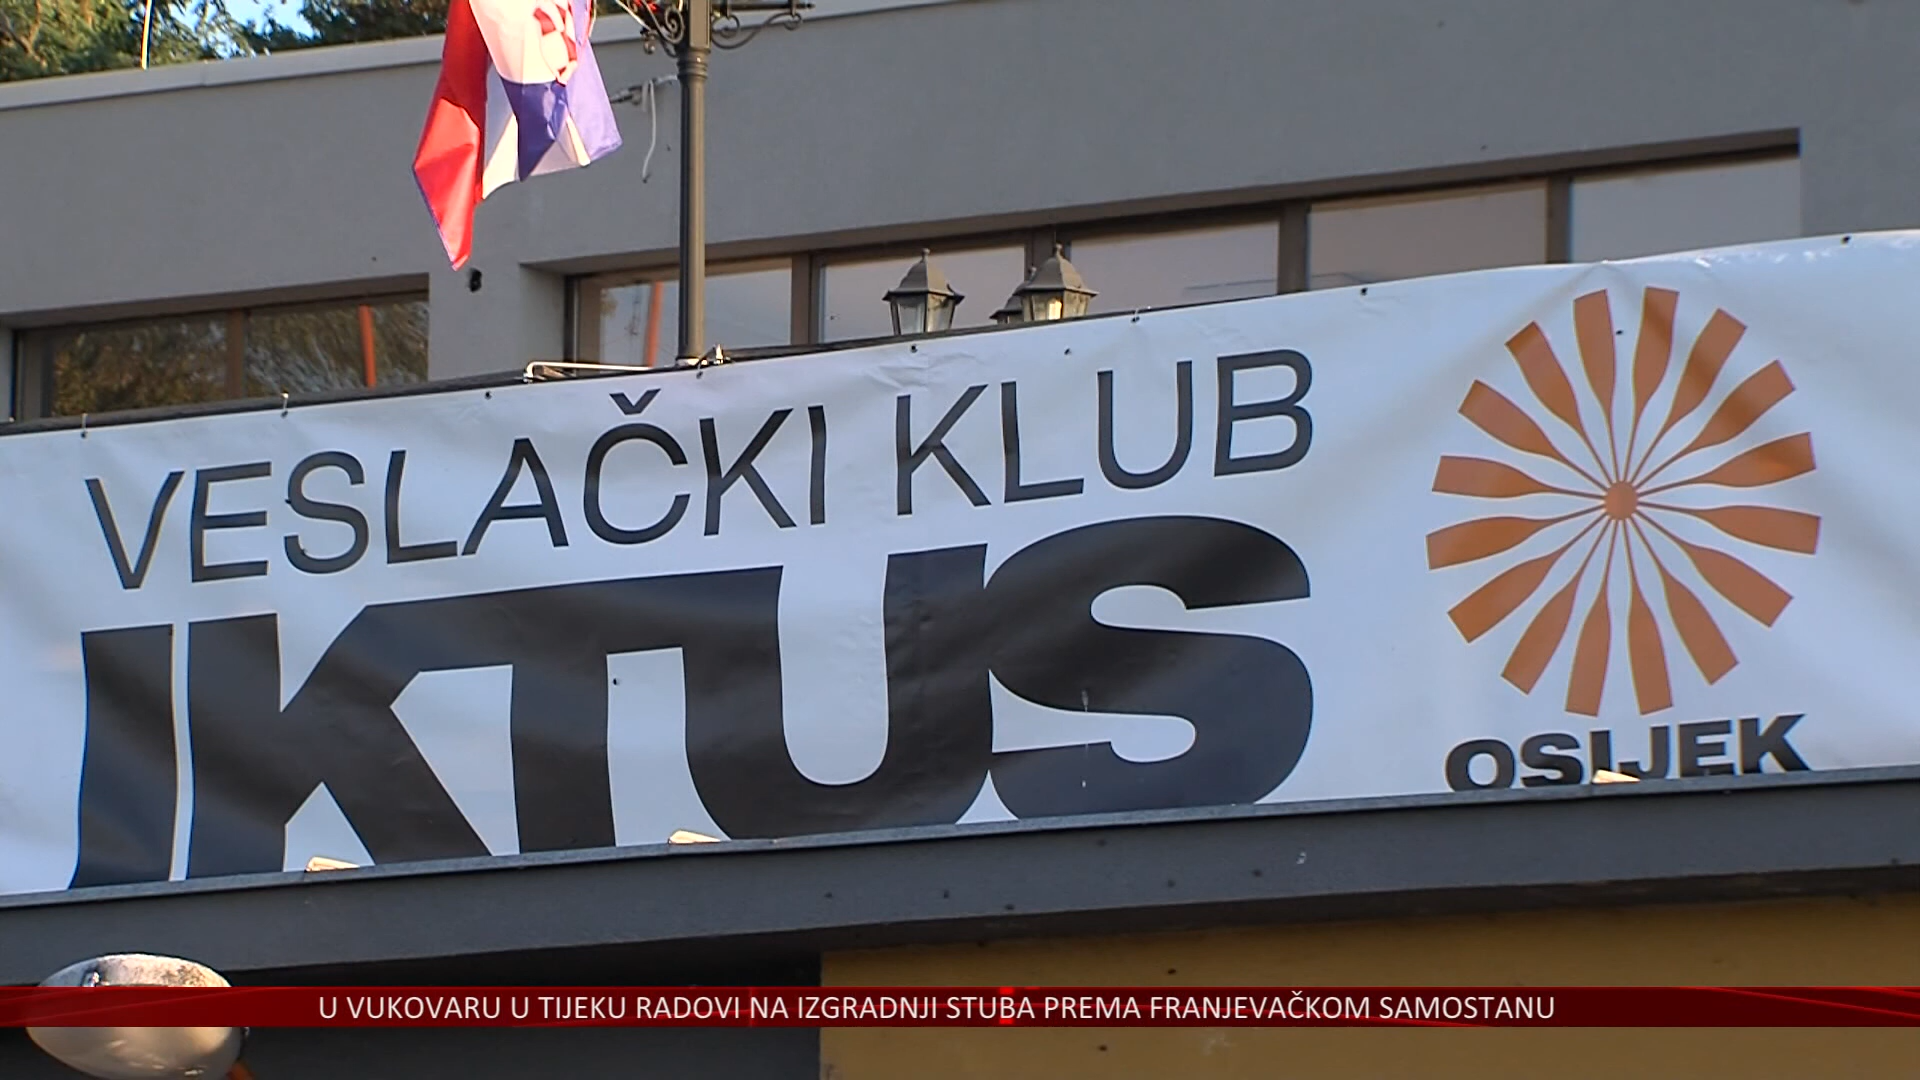 VESLAČKI KLUB
IKTUS
OSIJEK
U VUKOVARU U TIJEKU RADOVI NA IZGRADNJI STUBA PREMA FRANJEVAČKOM SAMOSTANU